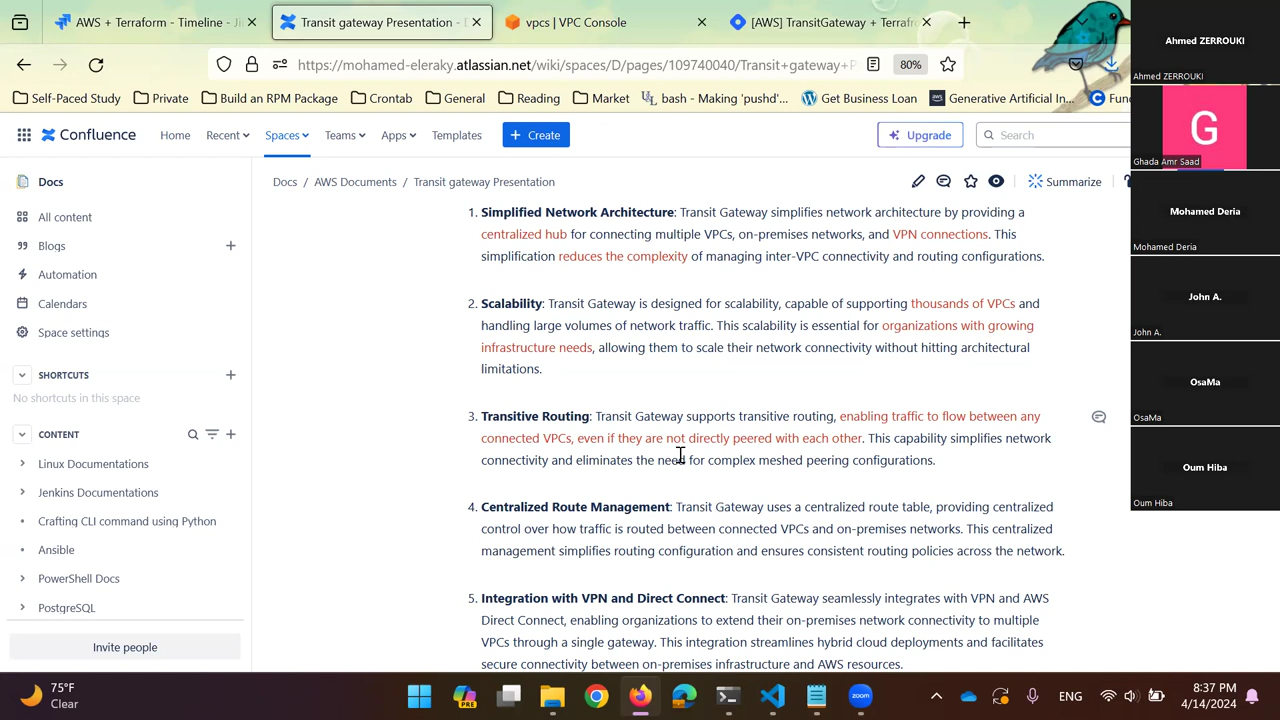 AWS + Terraform - Timeline - Ji
Transit gateway Presentation - D
vpcs | VPC Console
[AWS] TransitGateway + Terrafr
https://mohamed-eleraky.atlassian.net/wiki/spaces/D/pages/109740040/Transit+gateway+P
80%
Self-Paced Study
Private
Build an RPM Package
Crontab
General
Reading
Market
bash - Making 'pushd'...
Get Business Loan
Generative Artificial In...
Confluence
Home
Recent
Spaces
Teams
Apps
Templates
Create
Upgrade
Search
Docs
All content
Blogs
Automation
Calendars
Space settings
SHORTCUTS
No shortcuts in this space
CONTENT
Linux Documentations
Jenkins Documentations
Crafting CLI command using Python
Ansible
PowerShell Docs
PostgreSQL
Invite people
Docs / AWS Documents / Transit gateway Presentation
Summarize
1. Simplified Network Architecture: Transit Gateway simplifies network architecture by providing a
centralized hub for connecting multiple VPCs, on-premises networks, and VPN connections. This
simplification reduces the complexity of managing inter-VPC connectivity and routing configurations.
2. Scalability: Transit Gateway is designed for scalability, capable of supporting thousands of VPCs and
handling large volumes of network traffic. This scalability is essential for organizations with growing
infrastructure needs, allowing them to scale their network connectivity without hitting architectural
limitations.
3. Transitive Routing: Transit Gateway supports transitive routing, enabling traffic to flow between any
connected VPCs, even if they are not directly peered with each other. This capability simplifies network
connectivity and eliminates the need for complex meshed peering configurations.
4. Centralized Route Management: Transit Gateway uses a centralized route table, providing centralized
control over how traffic is routed between connected VPCs and on-premises networks. This centralized
management simplifies routing configuration and ensures consistent routing policies across the network.
5. Integration with VPN and Direct Connect: Transit Gateway seamlessly integrates with VPN and AWS
Direct Connect, enabling organizations to extend their on-premises network connectivity to multiple
VPCs through a single gateway. This integration streamlines hybrid cloud deployments and facilitates
secure connectivity between on-premises infrastructure and AWS resources.
Ahmed ZERROUKI
Ahmed ZERROUKI
G
Ghada Amr Saad
Mohamed Deria
Mohamed Deria
John A.
John A.
OsaMa
OsaMa
Oum Hiba
Oum Hiba
75°F
Clear
PRE
zoom
ENG
8:37 PM
4/14/2024